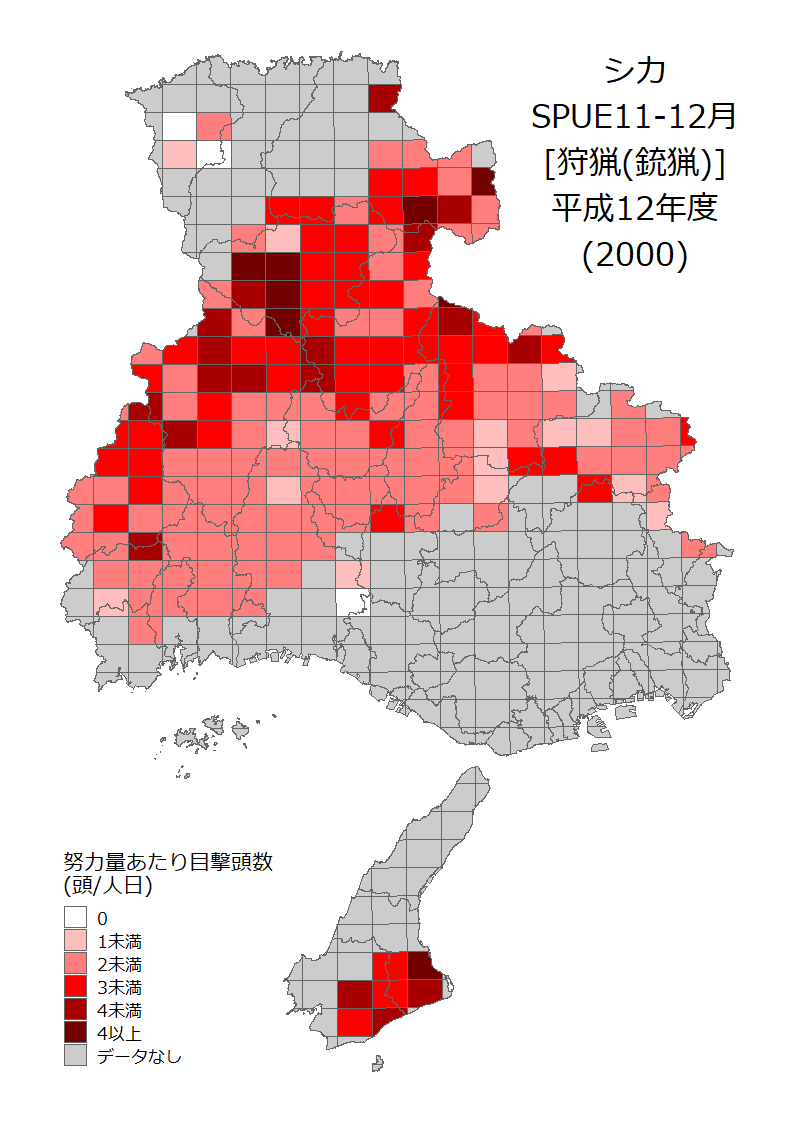 シカ
SPUE11-12月
[狩猟(銃猟)]
平成12年度
(2000)
努力量あたり目撃頭数
(頭/人日)
0
1未満
2未満
3未満
4未満
4以上
データなし